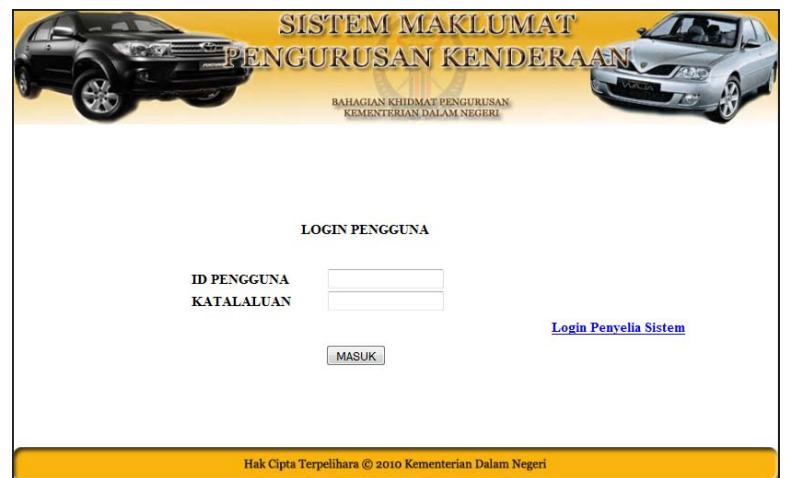 SISTEM MAKLUMAT
PENGURUSAN KENDERAAN
BAHAGIAN KHIDMAT PENGURUSAN
KEMENTERIAN DALAM NEGERI
LOGIN PENGGUNA
ID PENGGUNA
KATALALUAN
Login Penyelia Sistem
MASUK
Hak Cipta Terpelihara © 2010 Kementerian Dalam Negeri